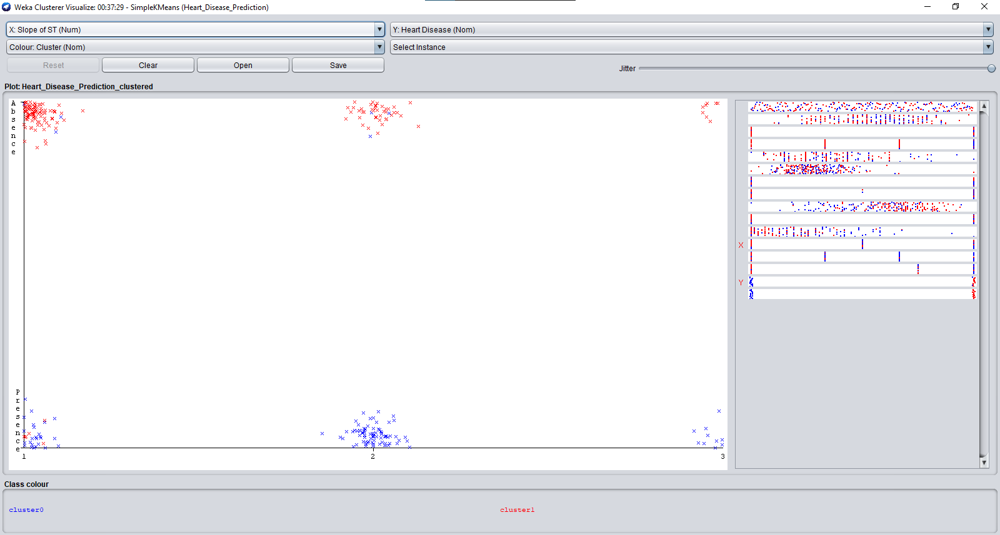 Weka Clusterer Visualize: 00:37:29 - SimpleKMeans (Heart_Disease_Prediction)
X: Slope of ST (Num)
Y: Heart Disease (Nom)
Colour: Cluster (Nom)
Select Instance
Reset
Clear
Open
Save
Jitter
Plot: Heart_Disease_Prediction_clustered
Absence
Presence
1
2
3
X
Y
Class colour
cluster0
cluster1